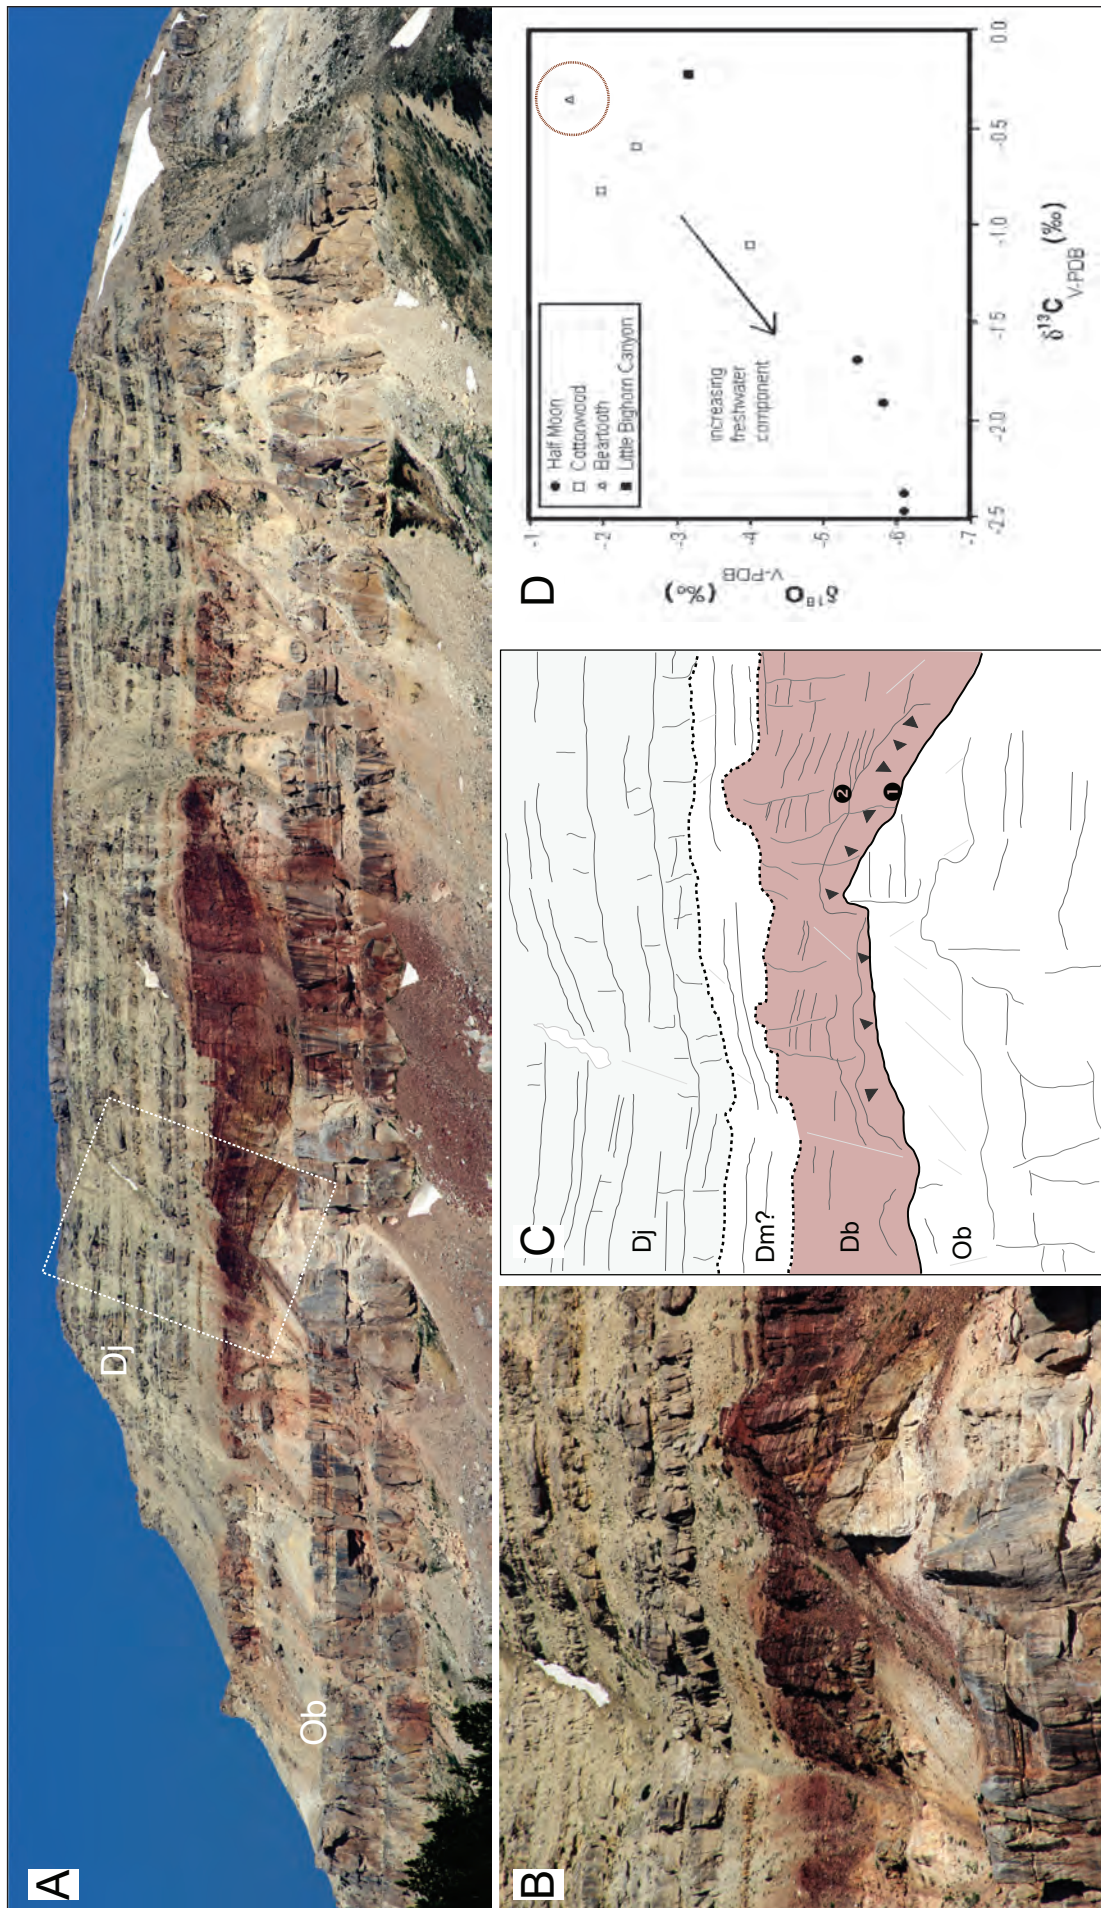 A
Dj
Ob
B
C
Dj
Dm?
Db
Ob
2
1
D
● Half Moon
□ Cottonwood
△ Beartooth
■ Little Bighorn Canyon
increasing
freshwater
component
-1
-2
-3
-4
-5
-6
-7
δ¹⁸O V-PDB (‰)
-2.5
-2.0
-1.5
-1.0
-0.5
0.0
δ¹³C V-PDB (‰)